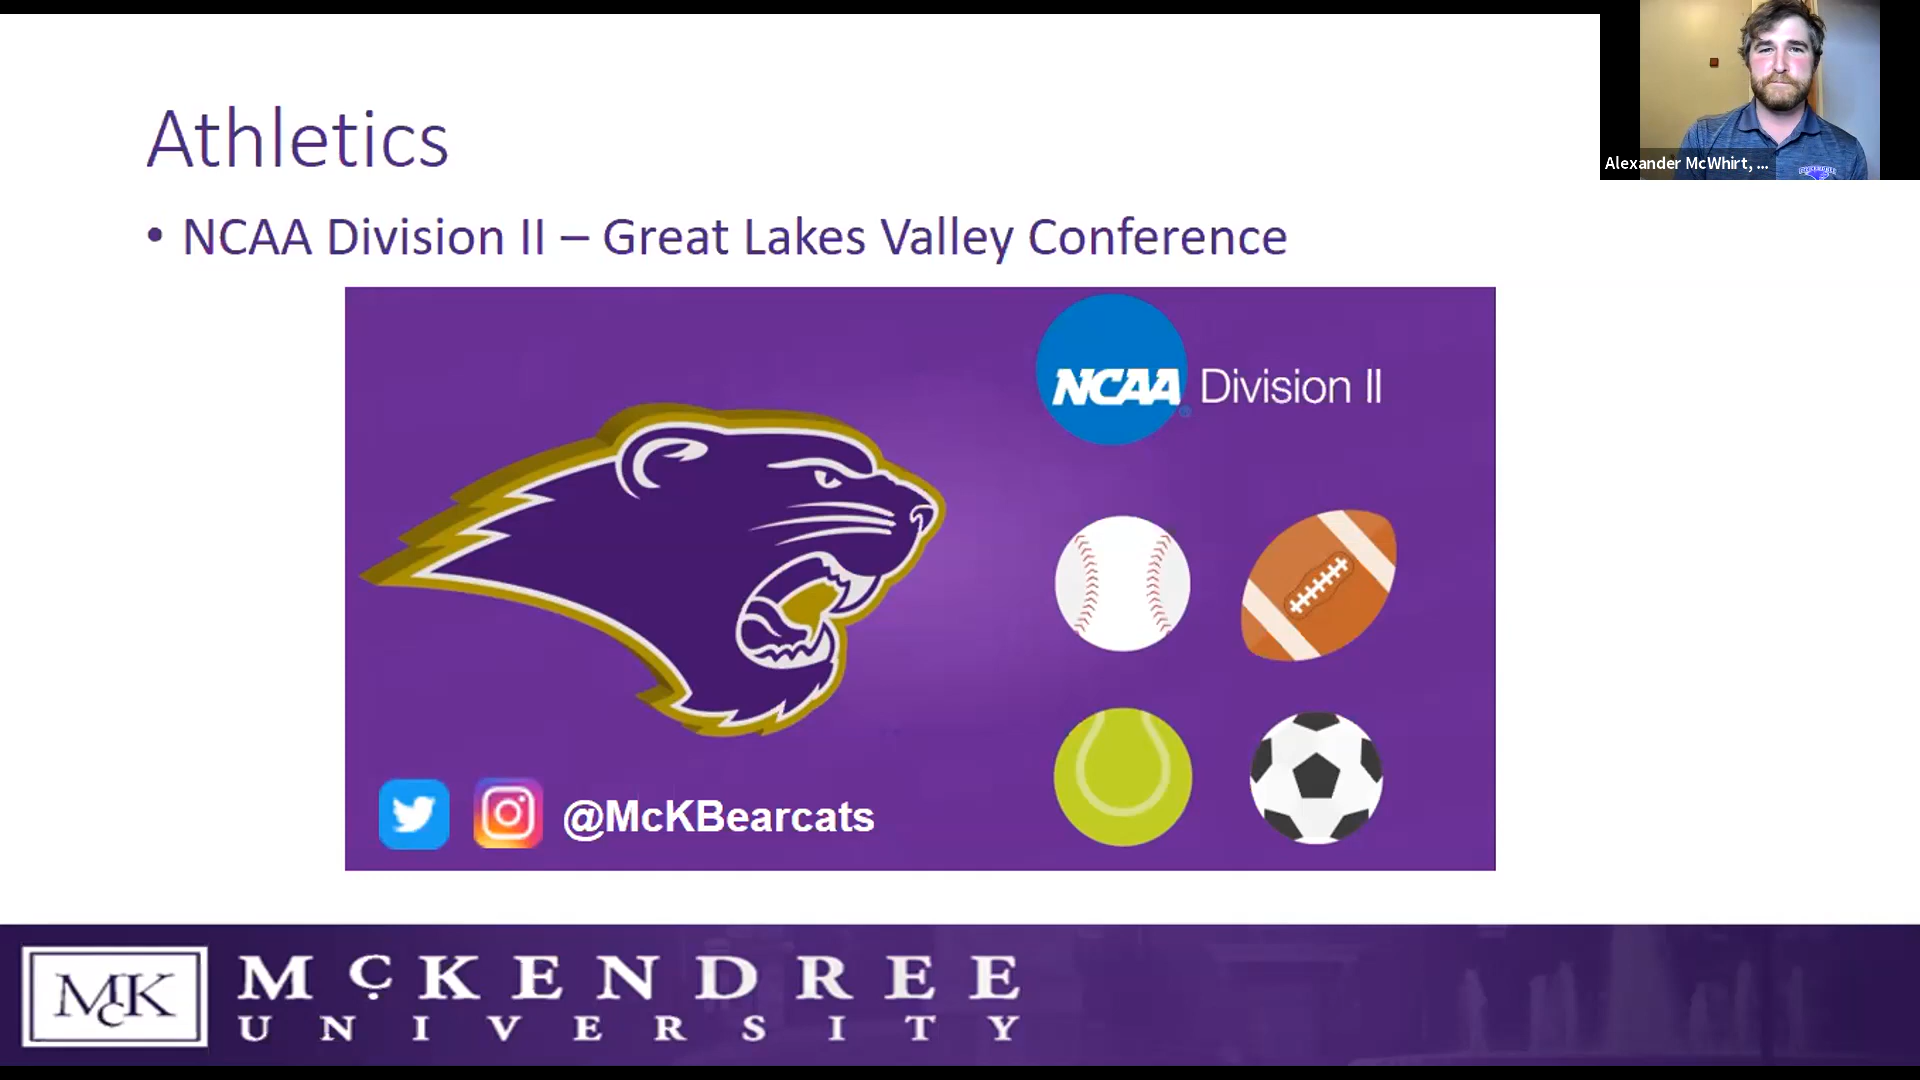 Athletics
Alexander McWhirt, ...
• NCAA Division II – Great Lakes Valley Conference
NCAA® Division II
@McKBearcats
McK
McKENDREE
UNIVERSITY